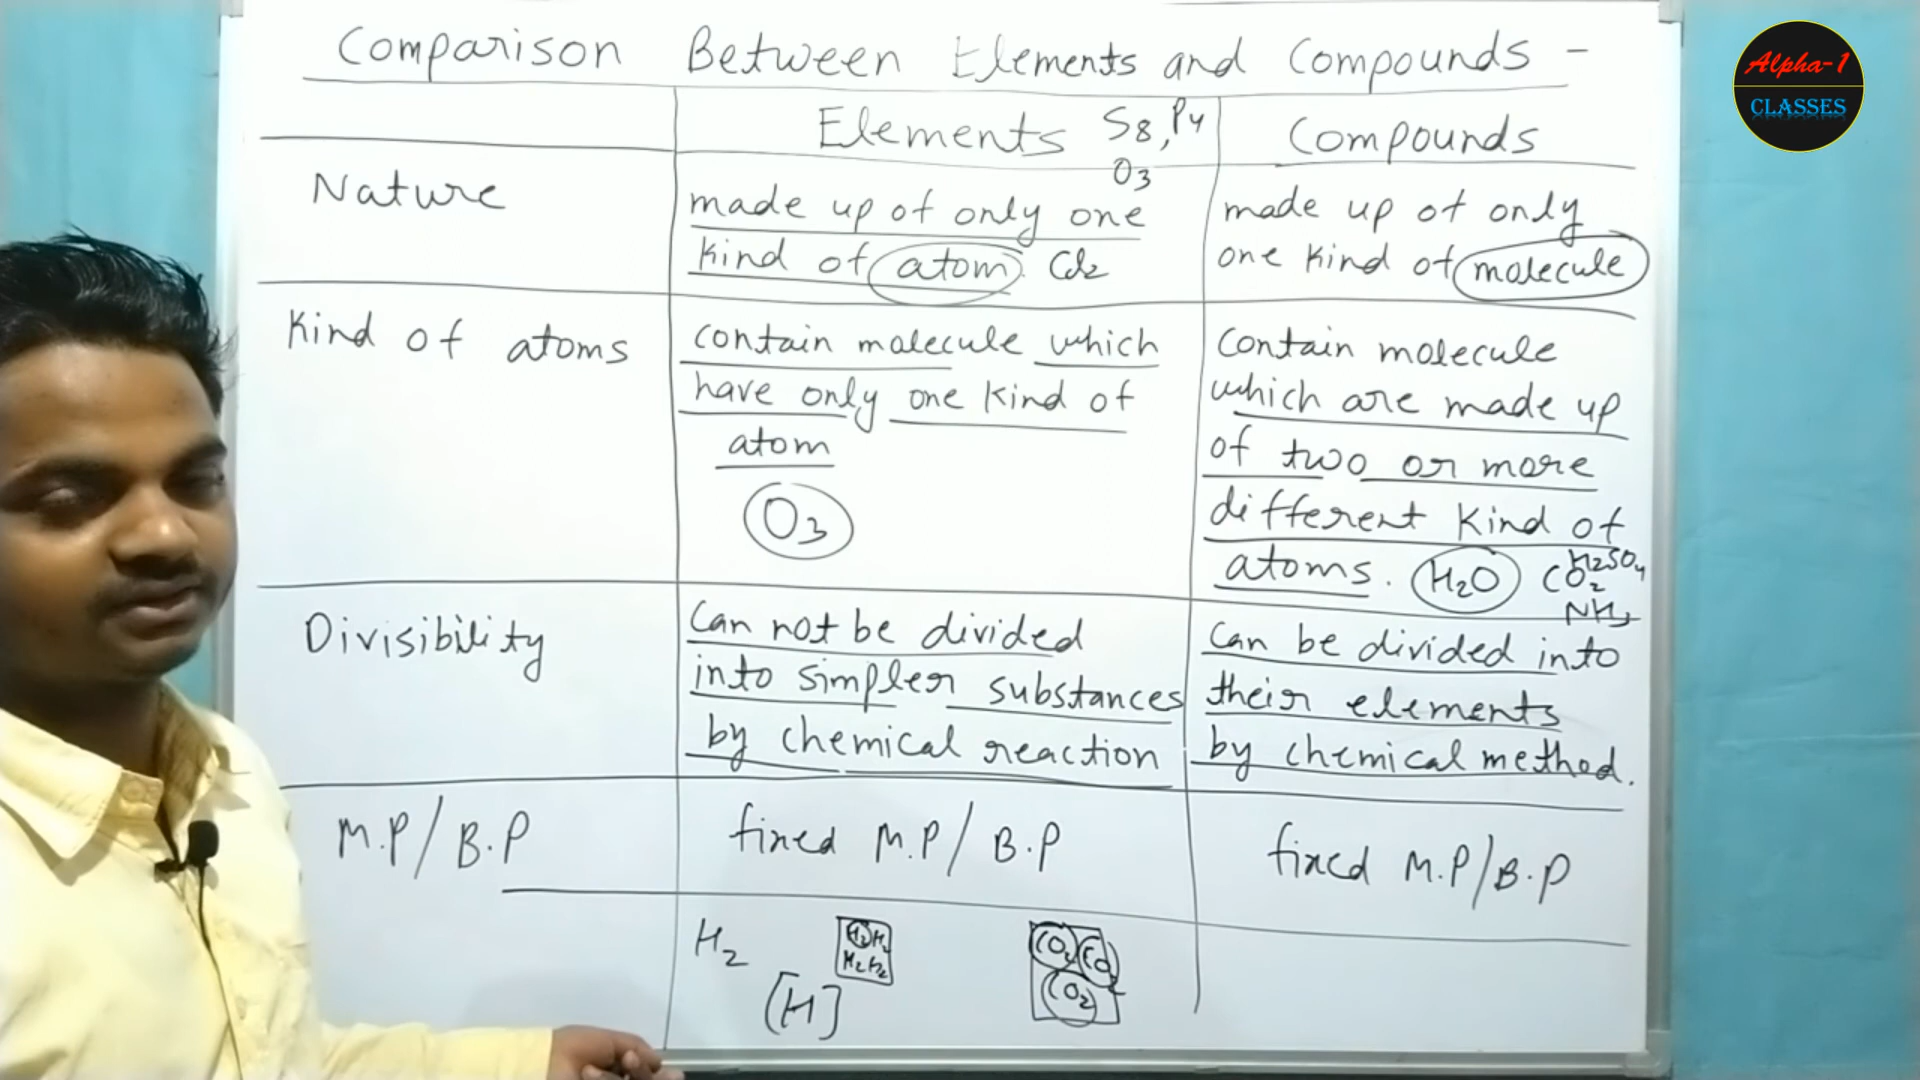 Comparison Between Elements and Compounds -
Alpha-1
CLASSES
Elements S8, P4
O3
Compounds
Nature
made up of only one
kind of atom. Cl2
made up of only
one kind of molecule
Kind of atoms
contain molecule which
have only one kind of
atom
O3
Contain molecule
which are made up
of two or more
different kind of
atoms. H2O CO2
H2SO4
NH3
Divisibility
Can not be divided
into simpler substances
by chemical reaction
Can be divided into
their elements
by chemical method.
M.P/B.P
fixed M.P/B.P
fixed M.P/B.P
H2
[H]
H2 H2
H2 H2
CO2 CO2
CO2